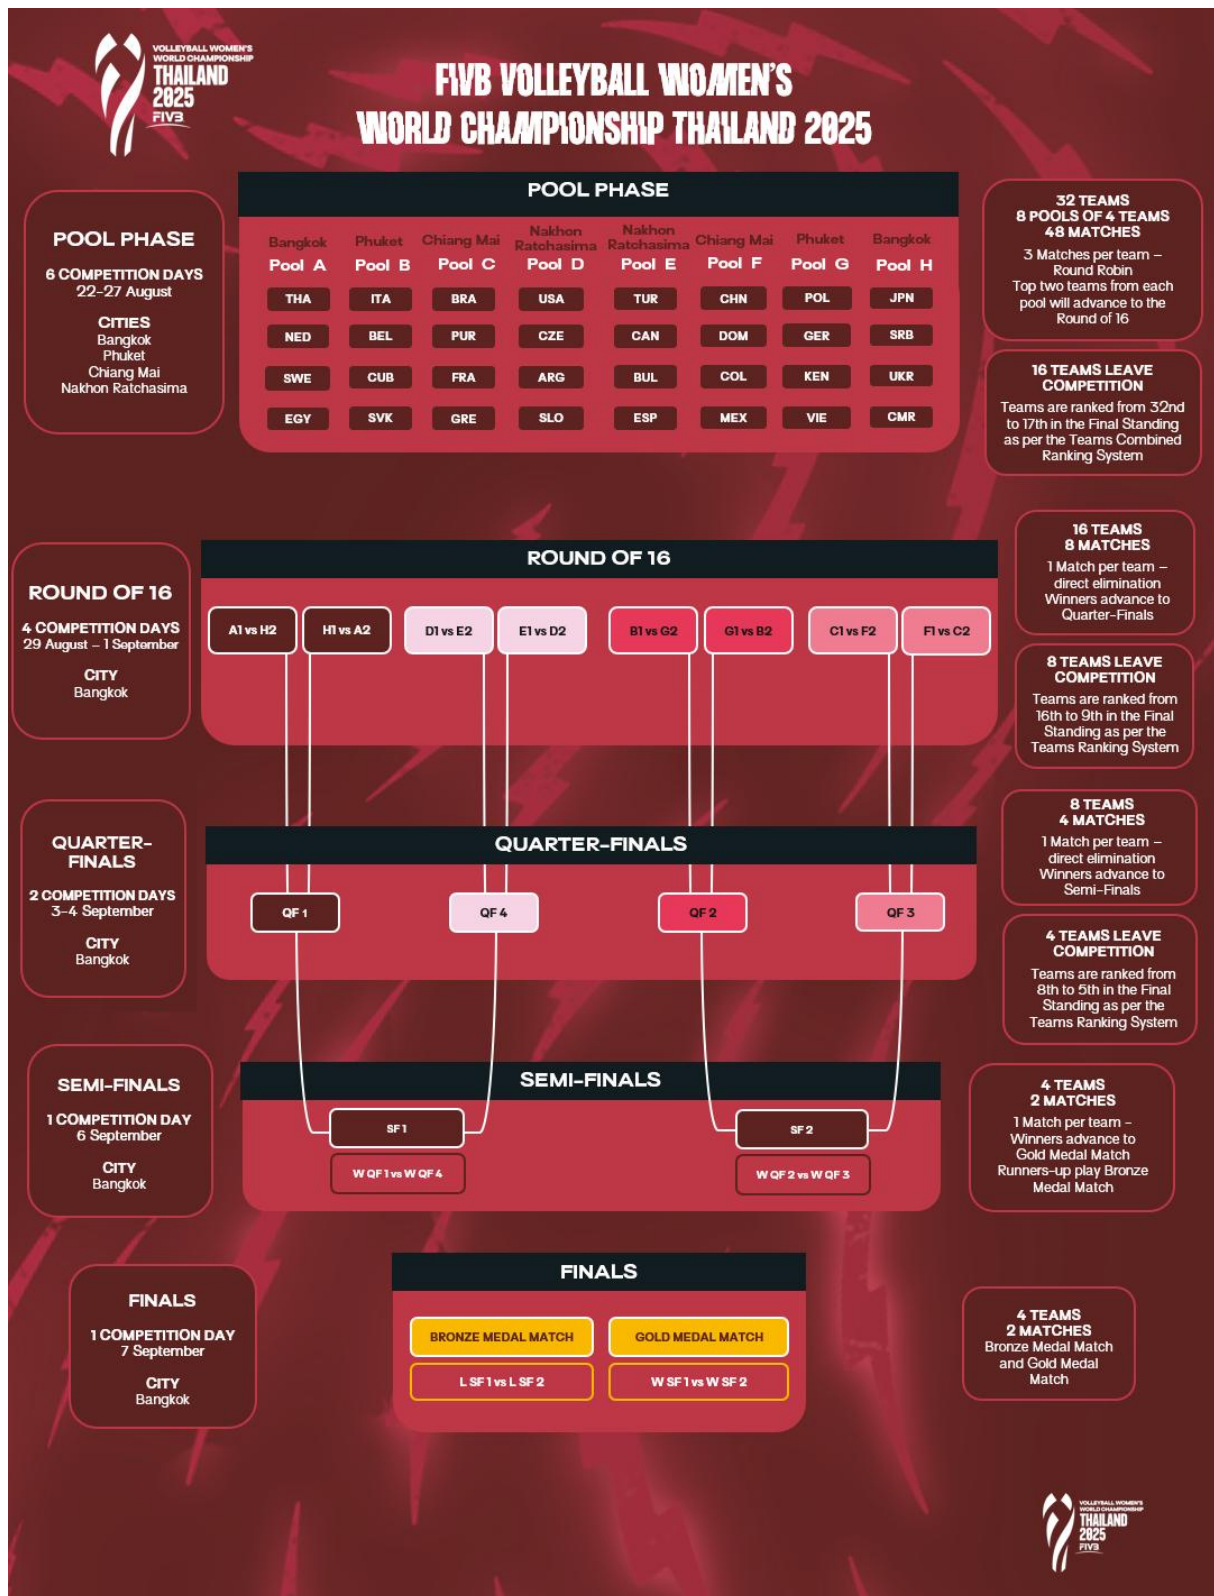 VOLLEYBALL WOMEN'S
WORLD CHAMPIONSHIP
THAILAND
2025
FIVB
FIVB VOLLEYBALL WOMEN'S
WORLD CHAMPIONSHIP THAILAND 2025
POOL PHASE
6 COMPETITION DAYS
22-27 August
CITIES
Bangkok
Phuket
Chiang Mai
Nakhon Ratchasima
POOL PHASE
Bangkok Phuket Chiang Mai Nakhon Ratchasima Nakhon Ratchasima Chiang Mai Phuket Bangkok
Pool A Pool B Pool C Pool D Pool E Pool F Pool G Pool H
THA ITA BRA USA TUR CHN POL JPN
NED BEL PUR CZE CAN DOM GER SRB
SWE CUB FRA ARG BUL COL KEN UKR
EGY SVK GRE SLO ESP MEX VIE CMR
32 TEAMS
8 POOLS OF 4 TEAMS
48 MATCHES
3 Matches per team –
Round Robin
Top two teams from each
pool will advance to the
Round of 16
16 TEAMS LEAVE
COMPETITION
Teams are ranked from 32nd
to 17th in the Final Standing
as per the Teams Combined
Ranking System
ROUND OF 16
4 COMPETITION DAYS
29 August – 1 September
CITY
Bangkok
ROUND OF 16
A1 vs H2 H1 vs A2 D1 vs E2 E1 vs D2 B1 vs G2 G1 vs B2 C1 vs F2 F1 vs C2
16 TEAMS
8 MATCHES
1 Match per team –
direct elimination
Winners advance to
Quarter-Finals
8 TEAMS LEAVE
COMPETITION
Teams are ranked from
16th to 9th in the Final
Standing as per the
Teams Ranking System
QUARTER-
FINALS
2 COMPETITION DAYS
3-4 September
CITY
Bangkok
QUARTER-FINALS
QF 1 QF 4 QF 2 QF 3
8 TEAMS
4 MATCHES
1 Match per team –
direct elimination
Winners advance to
Semi-Finals
4 TEAMS LEAVE
COMPETITION
Teams are ranked from
8th to 5th in the Final
Standing as per the
Teams Ranking System
SEMI-FINALS
1 COMPETITION DAY
6 September
CITY
Bangkok
SEMI-FINALS
SF 1 SF 2
W QF 1 vs W QF 4 W QF 2 vs W QF 3
4 TEAMS
2 MATCHES
1 Match per team –
Winners advance to
Gold Medal Match
Runners-up play Bronze
Medal Match
FINALS
1 COMPETITION DAY
7 September
CITY
Bangkok
FINALS
BRONZE MEDAL MATCH GOLD MEDAL MATCH
L SF 1 vs L SF 2 W SF 1 vs W SF 2
4 TEAMS
2 MATCHES
Bronze Medal Match
and Gold Medal
Match
VOLLEYBALL WOMEN'S
WORLD CHAMPIONSHIP
THAILAND
2025
FIVB